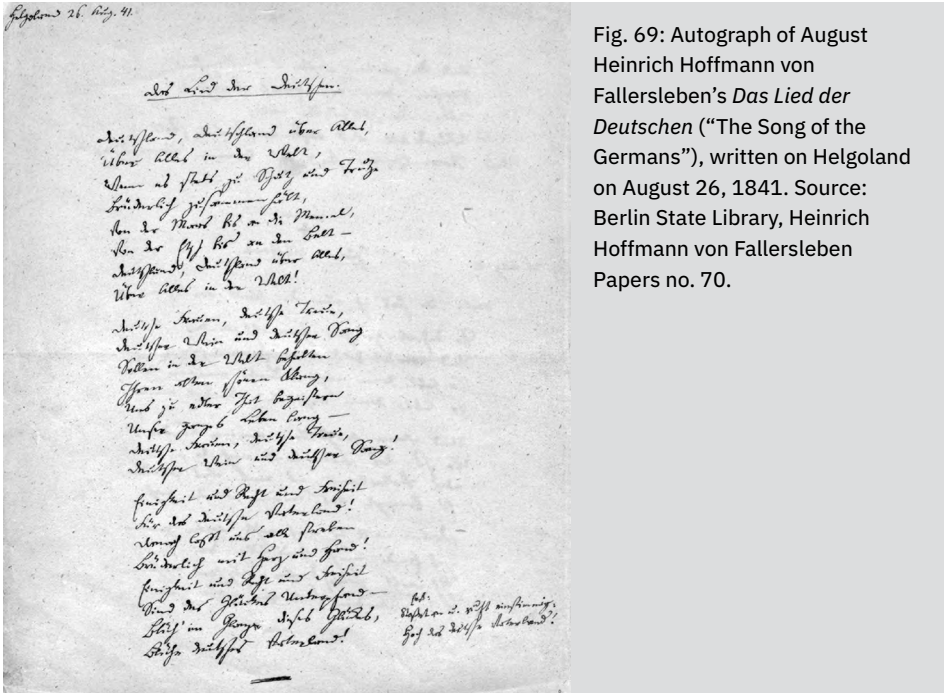 Helgoland 26. Aug. 41.
Das Lied der Deutschen.
Deutschland, Deutschland über Alles,
Über Alles in der Welt,
Wenn es stets zu Schutz und Trutze
Brüderlich zusammenhält,
Von der Maas bis an die Memel,
Von der Etsch bis an den Belt —
Deutschland, Deutschland über Alles,
Über Alles in der Welt!
Deutsche Frauen, deutsche Treue,
Deutscher Wein und deutscher Sang
Sollen in der Welt behalten
Ihren alten schönen Klang,
Uns zu edler That begeistern
Unser ganzes Leben lang —
Deutsche Frauen, deutsche Treue,
Deutscher Wein und deutscher Sang!
Einigkeit und Recht und Freiheit
Für das deutsche Vaterland!
Danach laßt uns alle streben
Brüderlich mit Herz und Hand!
Einigkeit und Recht und Freiheit
Sind des Glückes Unterpfand —
Blüh' im Glanze dieses Glückes,
Blühe deutsches Vaterland!
Stoßet an u. ruft einstimmig:
Hoch das deutsche Vaterland!
Fig. 69: Autograph of August
Heinrich Hoffmann von
Fallersleben’s Das Lied der
Deutschen (“The Song of the
Germans”), written on Helgoland
on August 26, 1841. Source:
Berlin State Library, Heinrich
Hoffmann von Fallersleben
Papers no. 70.